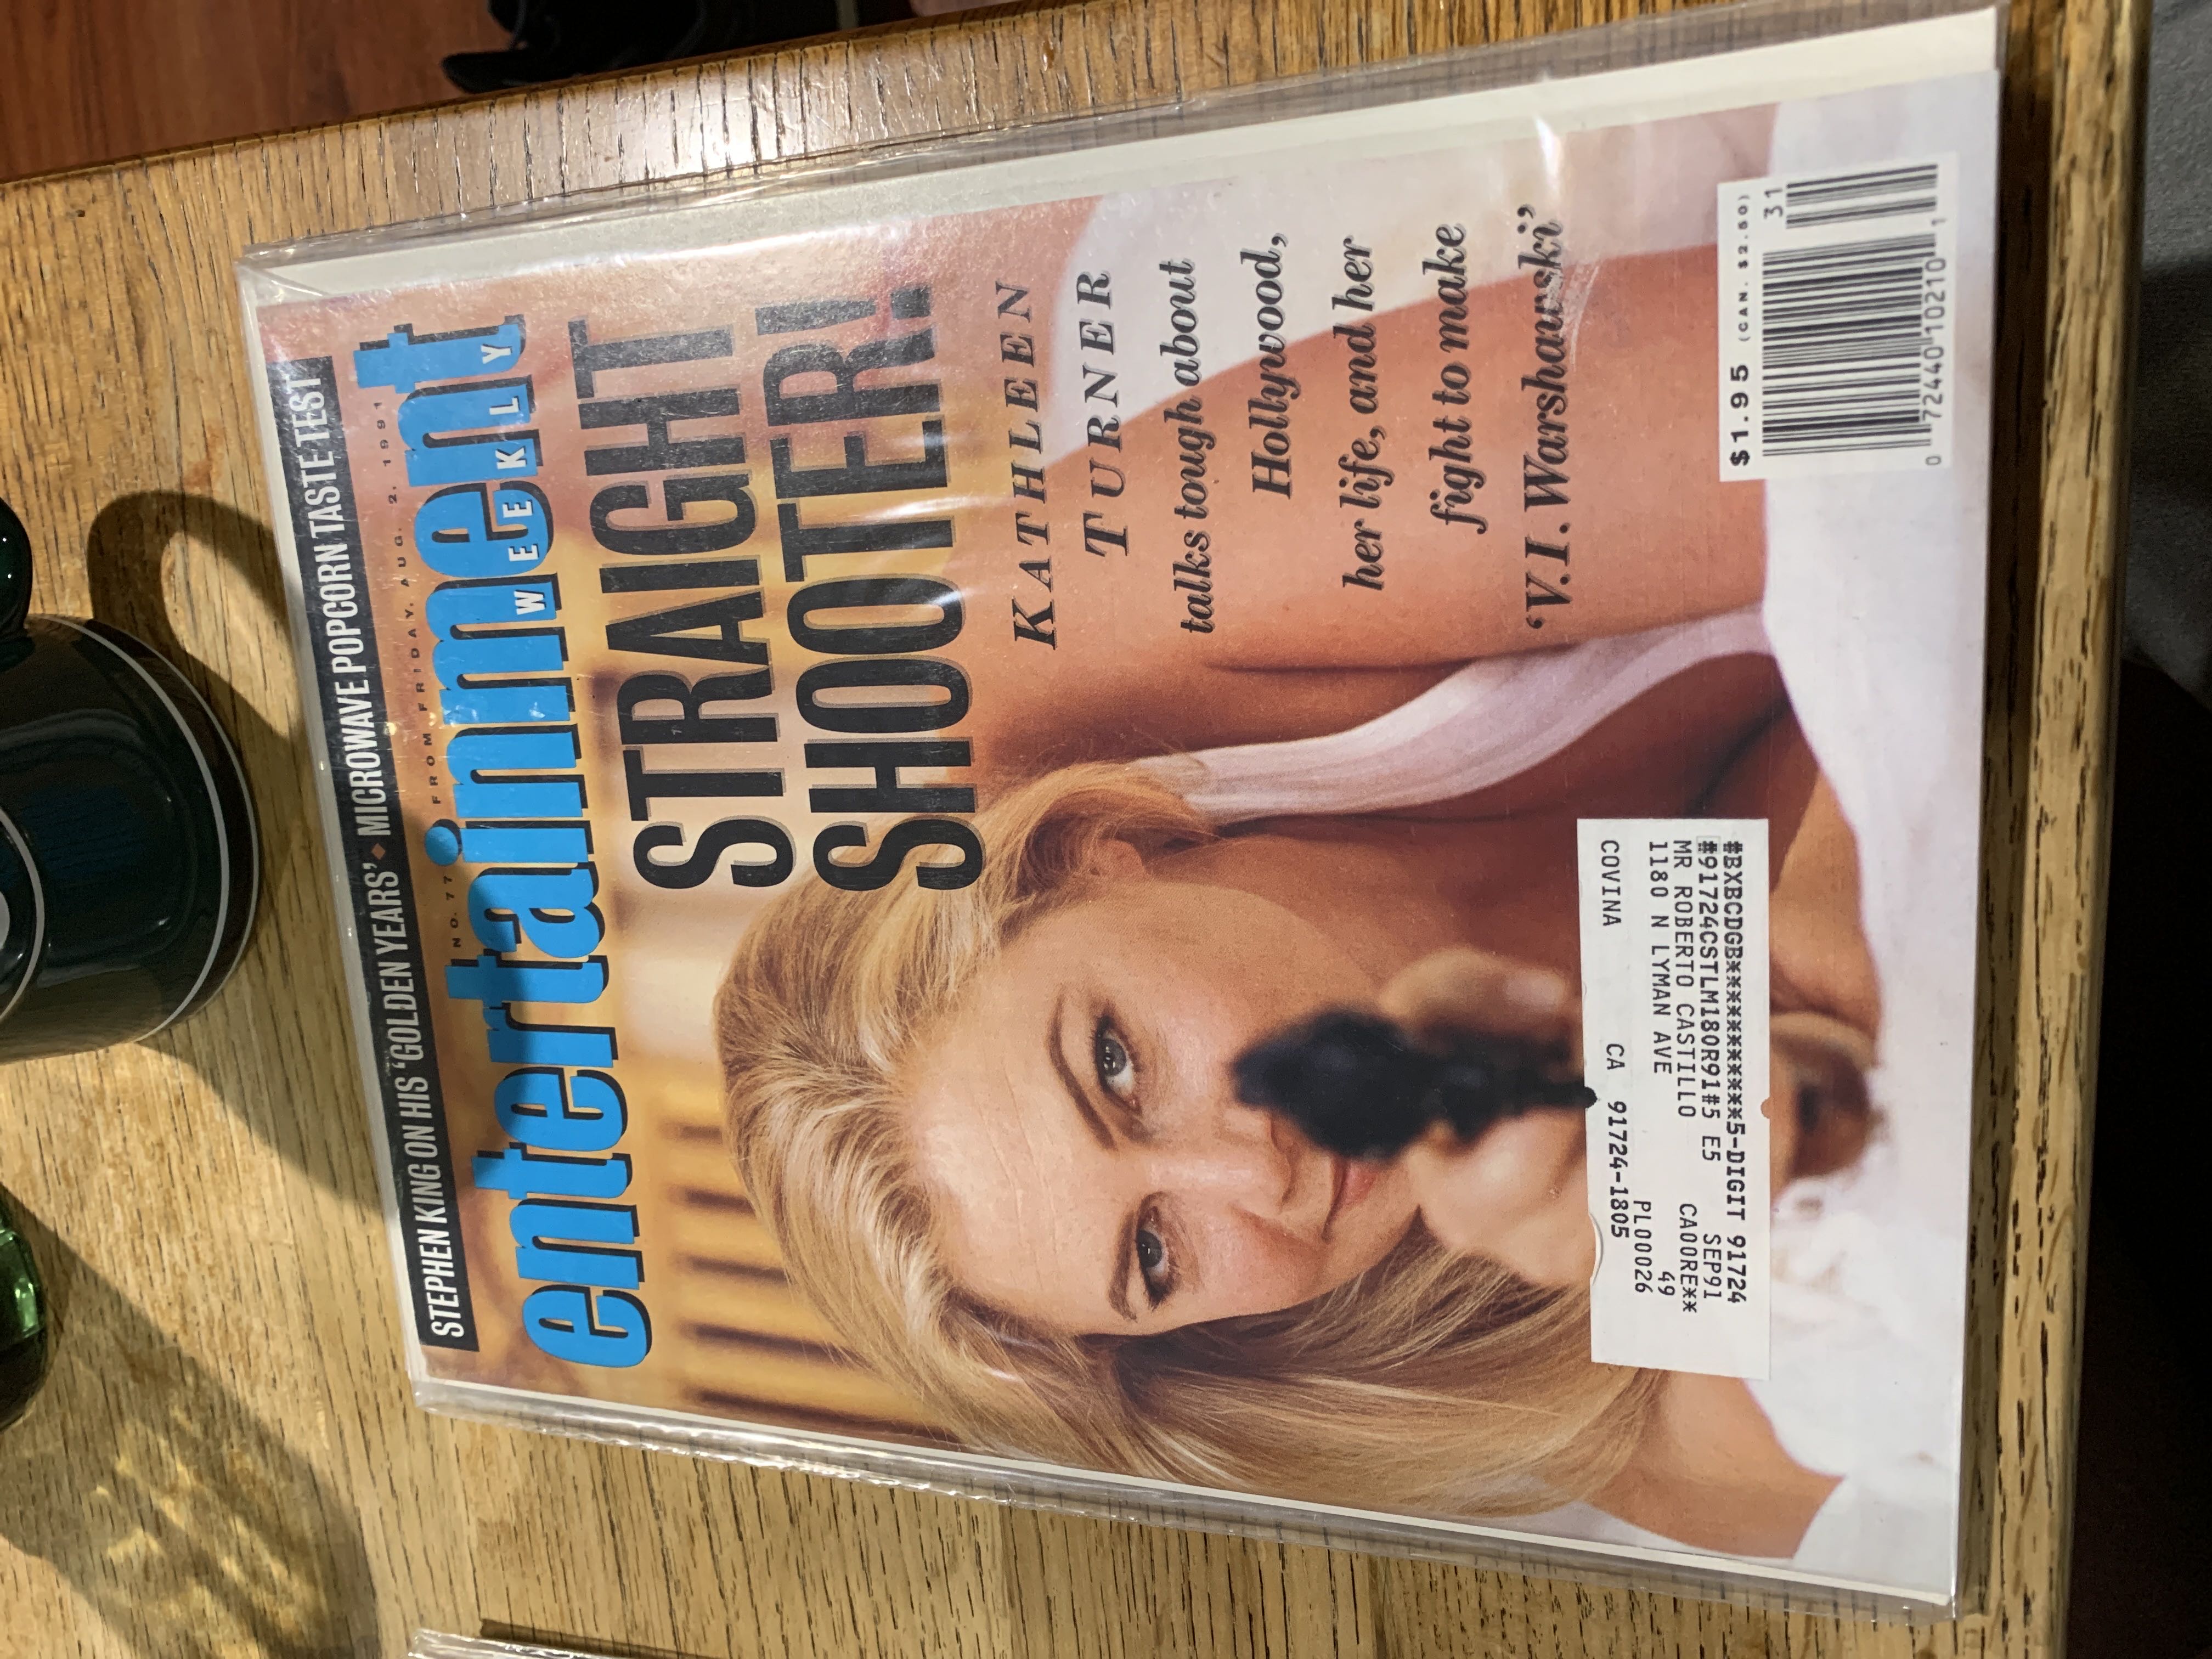 STEPHEN KING ON HIS ‘GOLDEN YEARS’ ◆ MICROWAVE POPCORN TASTE TEST
NO. 77 FROM FRIDAY, AUG. 2, 1991
entertainment
WEEKLY
STRAIGHT
SHOOTER!
KATHLEEN
TURNER
talks tough about
Hollywood,
her life, and her
fight to make
‘V.I. Warshawski’
#BXBCDGB****************5-DIGIT 91724
#91724CSTLM180R91#5 E5 SEP91
MR ROBERTO CASTILLO CA00RE**
1180 N LYMAN AVE 49
PL00026
COVINA CA 91724-1805
$1.95 (CAN. $2.50)
31
0 72440 10210 1